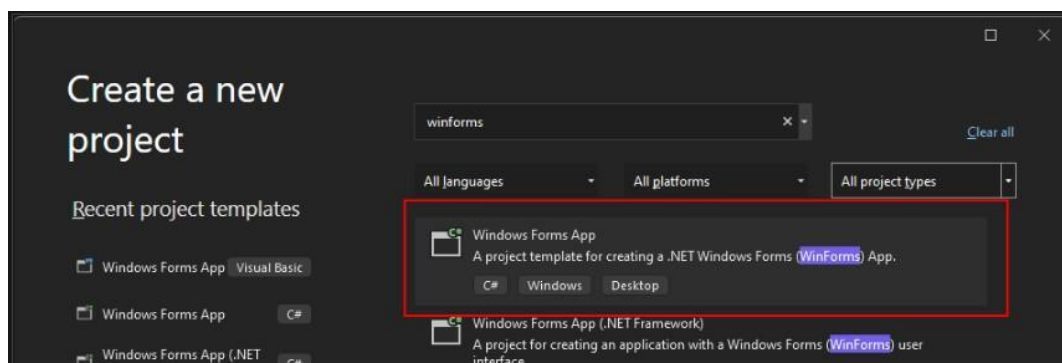 Create a new
project
winforms
Clear all
All languages
All platforms
All project types
Recent project templates
Windows Forms App
Visual Basic
Windows Forms App
C#
Windows Forms App (.NET
C#
C#
Windows Forms App
A project template for creating a .NET Windows Forms (WinForms) App.
C#
Windows
Desktop
C#
Windows Forms App (.NET Framework)
A project for creating an application with a Windows Forms (WinForms) user
interface